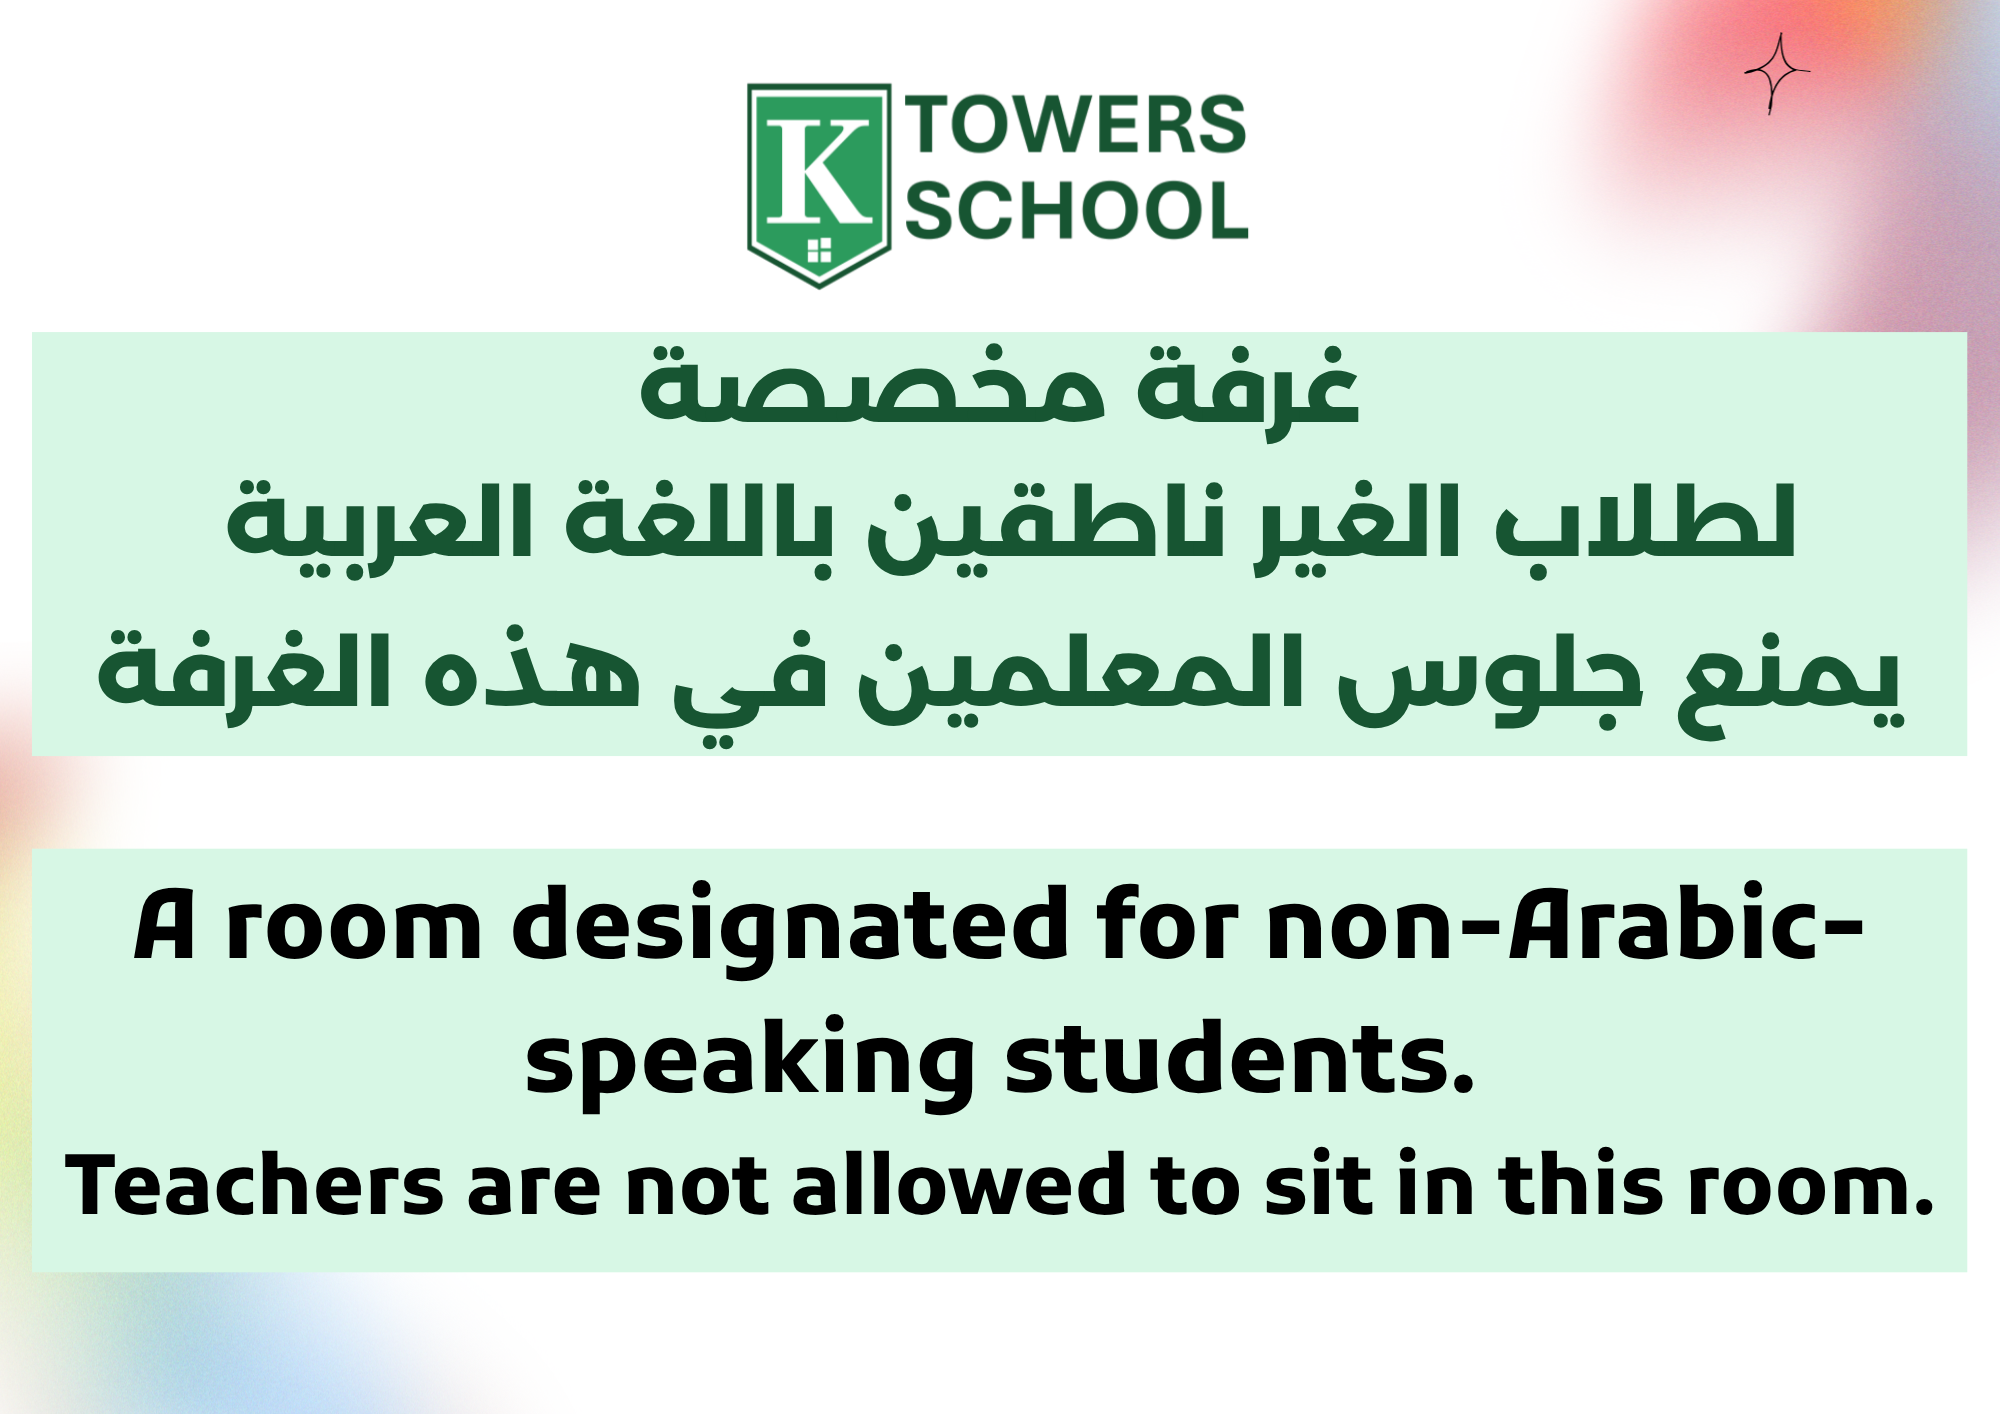 K
TOWERS
SCHOOL
غرفة مخصصة
لطلاب الغير ناطقين باللغة العربية
يمنع جلوس المعلمين في هذه الغرفة
A room designated for non-Arabic-
speaking students.
Teachers are not allowed to sit in this room.